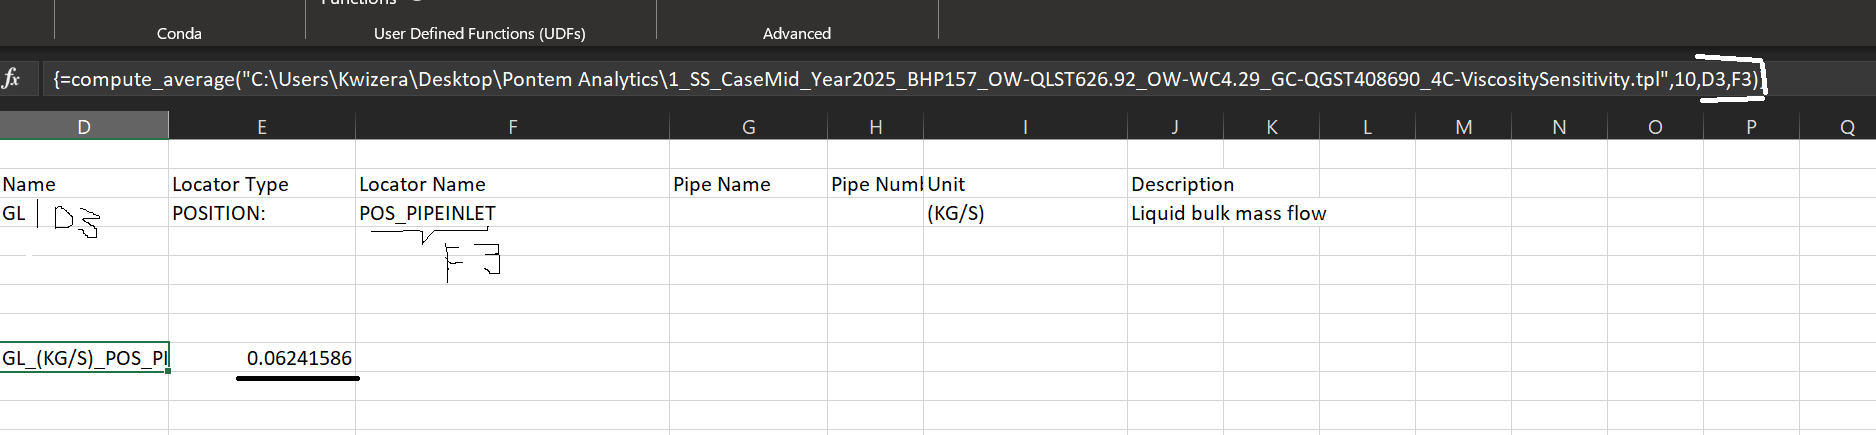 Functions
Conda User Defined Functions (UDFs) Advanced
fx {=compute_average("C:\Users\Kwizera\Desktop\Pontem Analytics\1_SS_CaseMid_Year2025_BHP157_OW-QLST626.92_OW-WC4.29_GC-QGST408690_4C-ViscositySensitivity.tpl",10,D3,F3)}
D E F G H I J K L M N O P Q
Name Locator Type Locator Name Pipe Name Pipe Numl Unit Description
GL D3 POSITION: POS_PIPEINLET (KG/S) Liquid bulk mass flow
F3
GL_(KG/S)_POS_PI 0.06241586